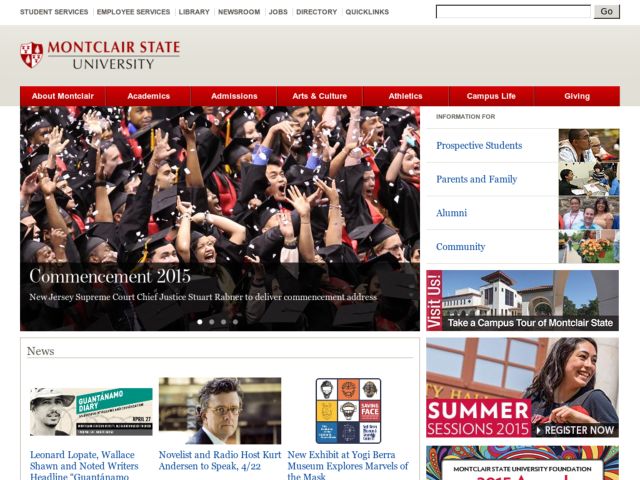 STUDENT SERVICES EMPLOYEE SERVICES LIBRARY NEWSROOM JOBS DIRECTORY QUICKLINKS
Go
MONTCLAIR STATE
UNIVERSITY
About Montclair Academics Admissions Arts & Culture Athletics Campus Life Giving
Commencement 2015
New Jersey Supreme Court Chief Justice Stuart Rabner to deliver commencement address
INFORMATION FOR
Prospective Students
Parents and Family
Alumni
Community
Visit Us!
Take a Campus Tour of Montclair State
News
GUANTÁNAMO
DIARY
APRIL 27
SAVING
FACE
Leonard Lopate, Wallace
Shawn and Noted Writers
Headline "Guantánamo
Novelist and Radio Host Kurt
Andersen to Speak, 4/22
New Exhibit at Yogi Berra
Museum Explores Marvels of
the Mask
SUMMER
SESSIONS 2015
REGISTER NOW
MONTCLAIR STATE UNIVERSITY FOUNDATION